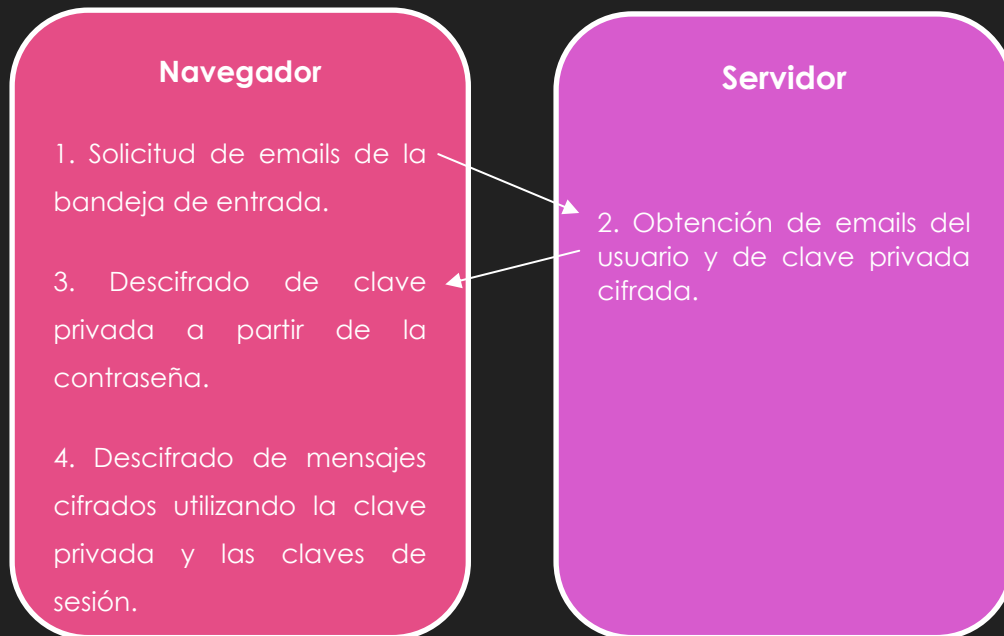 Navegador
1. Solicitud de emails de la
bandeja de entrada.
3. Descifrado de clave
privada a partir de la
contraseña.
4. Descifrado de mensajes
cifrados utilizando la clave
privada y las claves de
sesión.
Servidor
2. Obtención de emails del
usuario y de clave privada
cifrada.